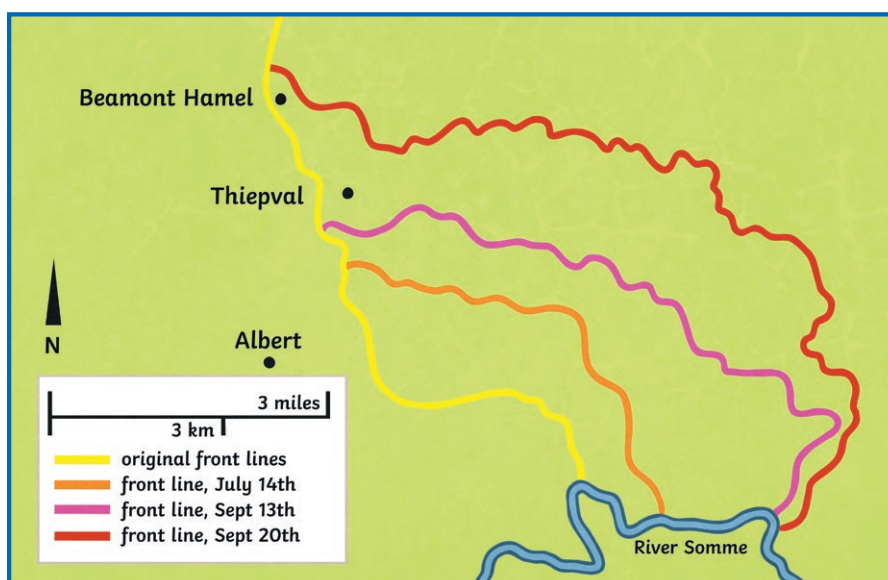 Beamont Hamel
Thiepval
N
Albert
3 miles
3 km
original front lines
front line, July 14th
front line, Sept 13th
front line, Sept 20th
River Somme